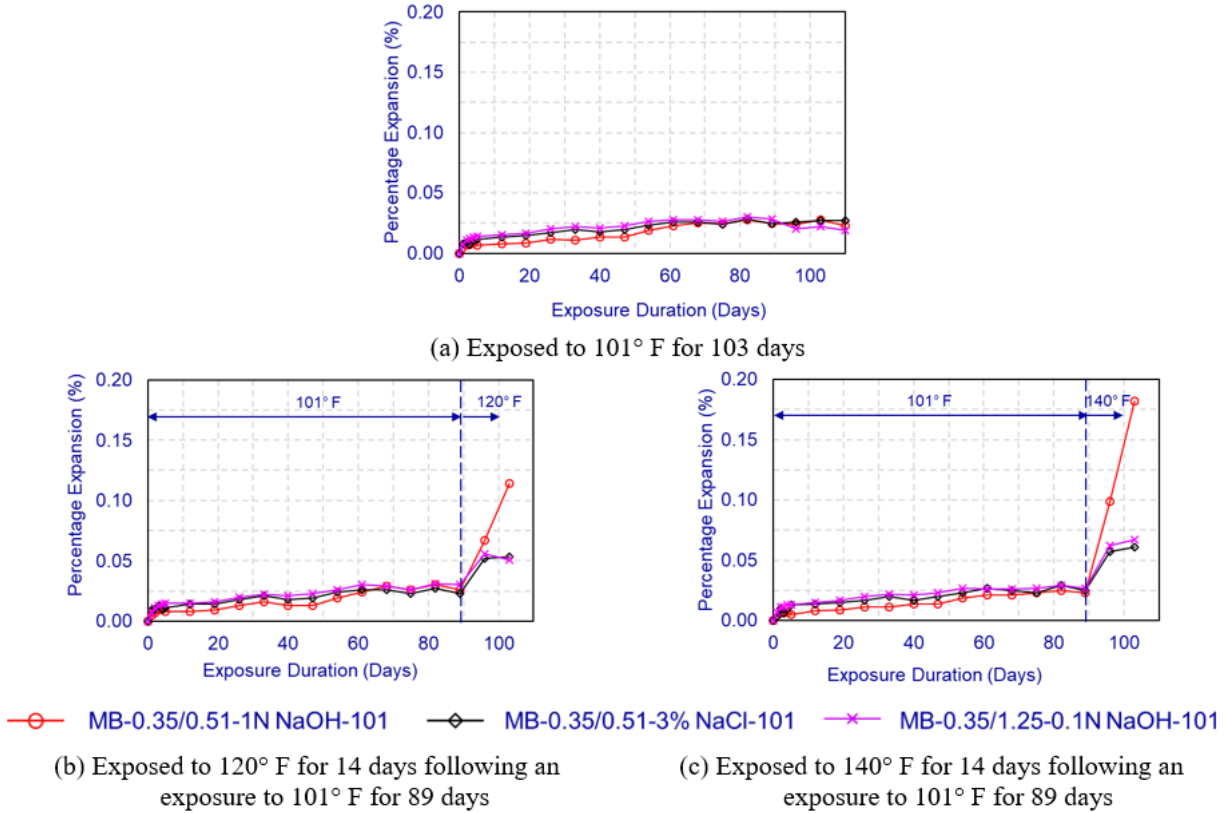 0.20
0.15
0.10
0.05
0.00
Percentage Expansion (%)
0 20 40 60 80 100
Exposure Duration (Days)
(a) Exposed to 101° F for 103 days
0.20
0.15
0.10
0.05
0.00
Percentage Expansion (%)
101° F 120° F
0 20 40 60 80 100
Exposure Duration (Days)
0.20
0.15
0.10
0.05
0.00
Percentage Expansion (%)
101° F 140° F
0 20 40 60 80 100
Exposure Duration (Days)
MB-0.35/0.51-1N NaOH-101 MB-0.35/0.51-3% NaCl-101 MB-0.35/1.25-0.1N NaOH-101
(b) Exposed to 120° F for 14 days following an
exposure to 101° F for 89 days
(c) Exposed to 140° F for 14 days following an
exposure to 101° F for 89 days